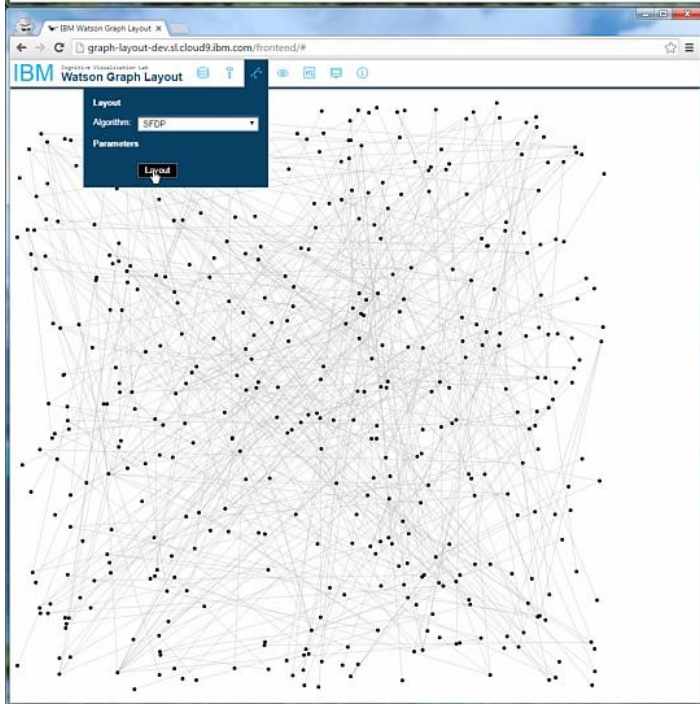 IBM Watson Graph Layout
graph-layout-dev.sl.cloud9.ibm.com/frontend/#
IBM
Cognitive Visualization Lab
Watson Graph Layout
Layout
Algorithm: SFDP
Parameters
Layout